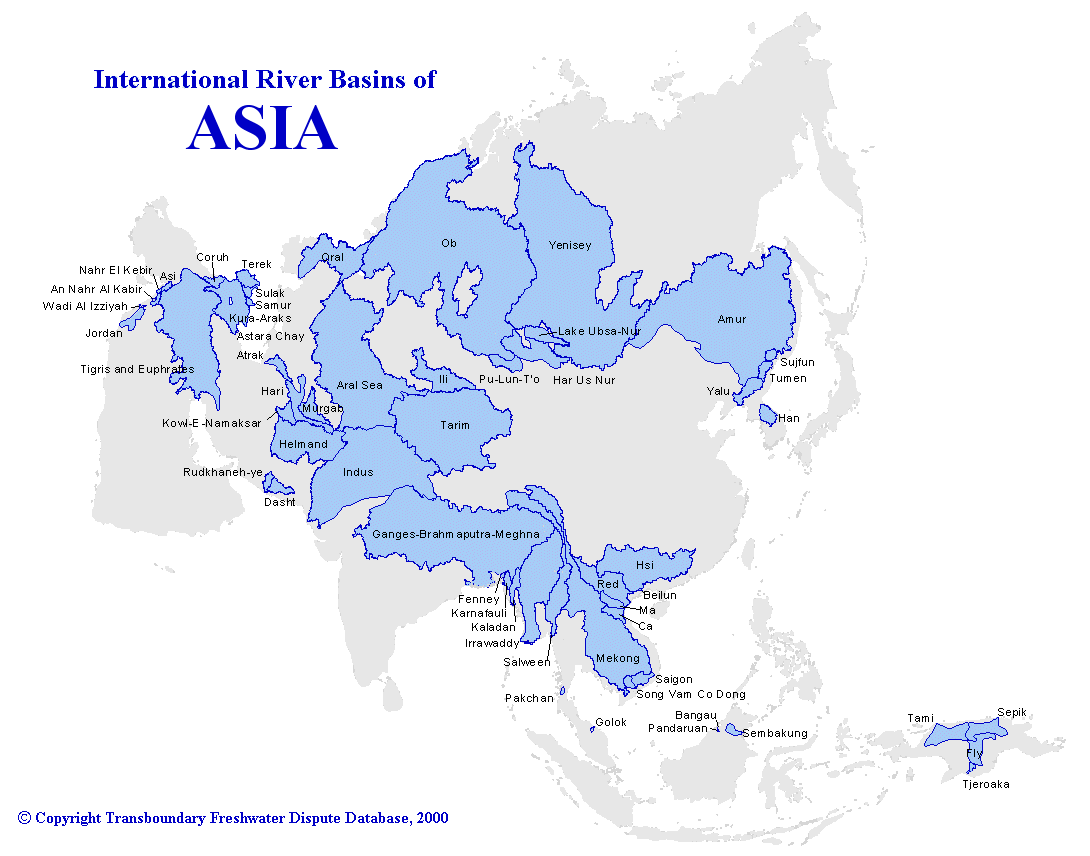 International River Basins of
ASIA
Ob
Yenisey
Oral
Coruh
Terek
Nahr El Kebir
Asi
An Nahr Al Kabir
Sulak
Wadi Al Izziyah
Samur
Kura-Araks
Jordan
Astara Chay
Amur
Lake Ubsa-Nur
Atrak
Sujfun
Tigris and Euphrates
Ili
Pu-Lun-T'o
Har Us Nur
Tumen
Aral Sea
Hari
Yalu
Murgab
Han
Kowl-E-Namaksar
Tarim
Helmand
Rudkhaneh-ye
Indus
Dasht
Ganges-Brahmaputra-Meghna
Hsi
Red
Fenney
Beilun
Karnafauli
Ma
Kaladan
Ca
Irrawaddy
Salween
Mekong
Saigon
Pakchan
Song Vam Co Dong
Golok
Bangau
Tami
Sepik
Pandaruan
Sembakung
Fly
Tjeroaka
© Copyright Transboundary Freshwater Dispute Database, 2000